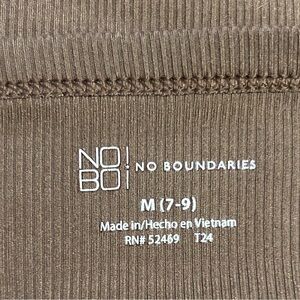 NO!
BO¡ NO BOUNDARIES
M (7-9)
Made in/Hecho en Vietnam
RN# 52469 T24